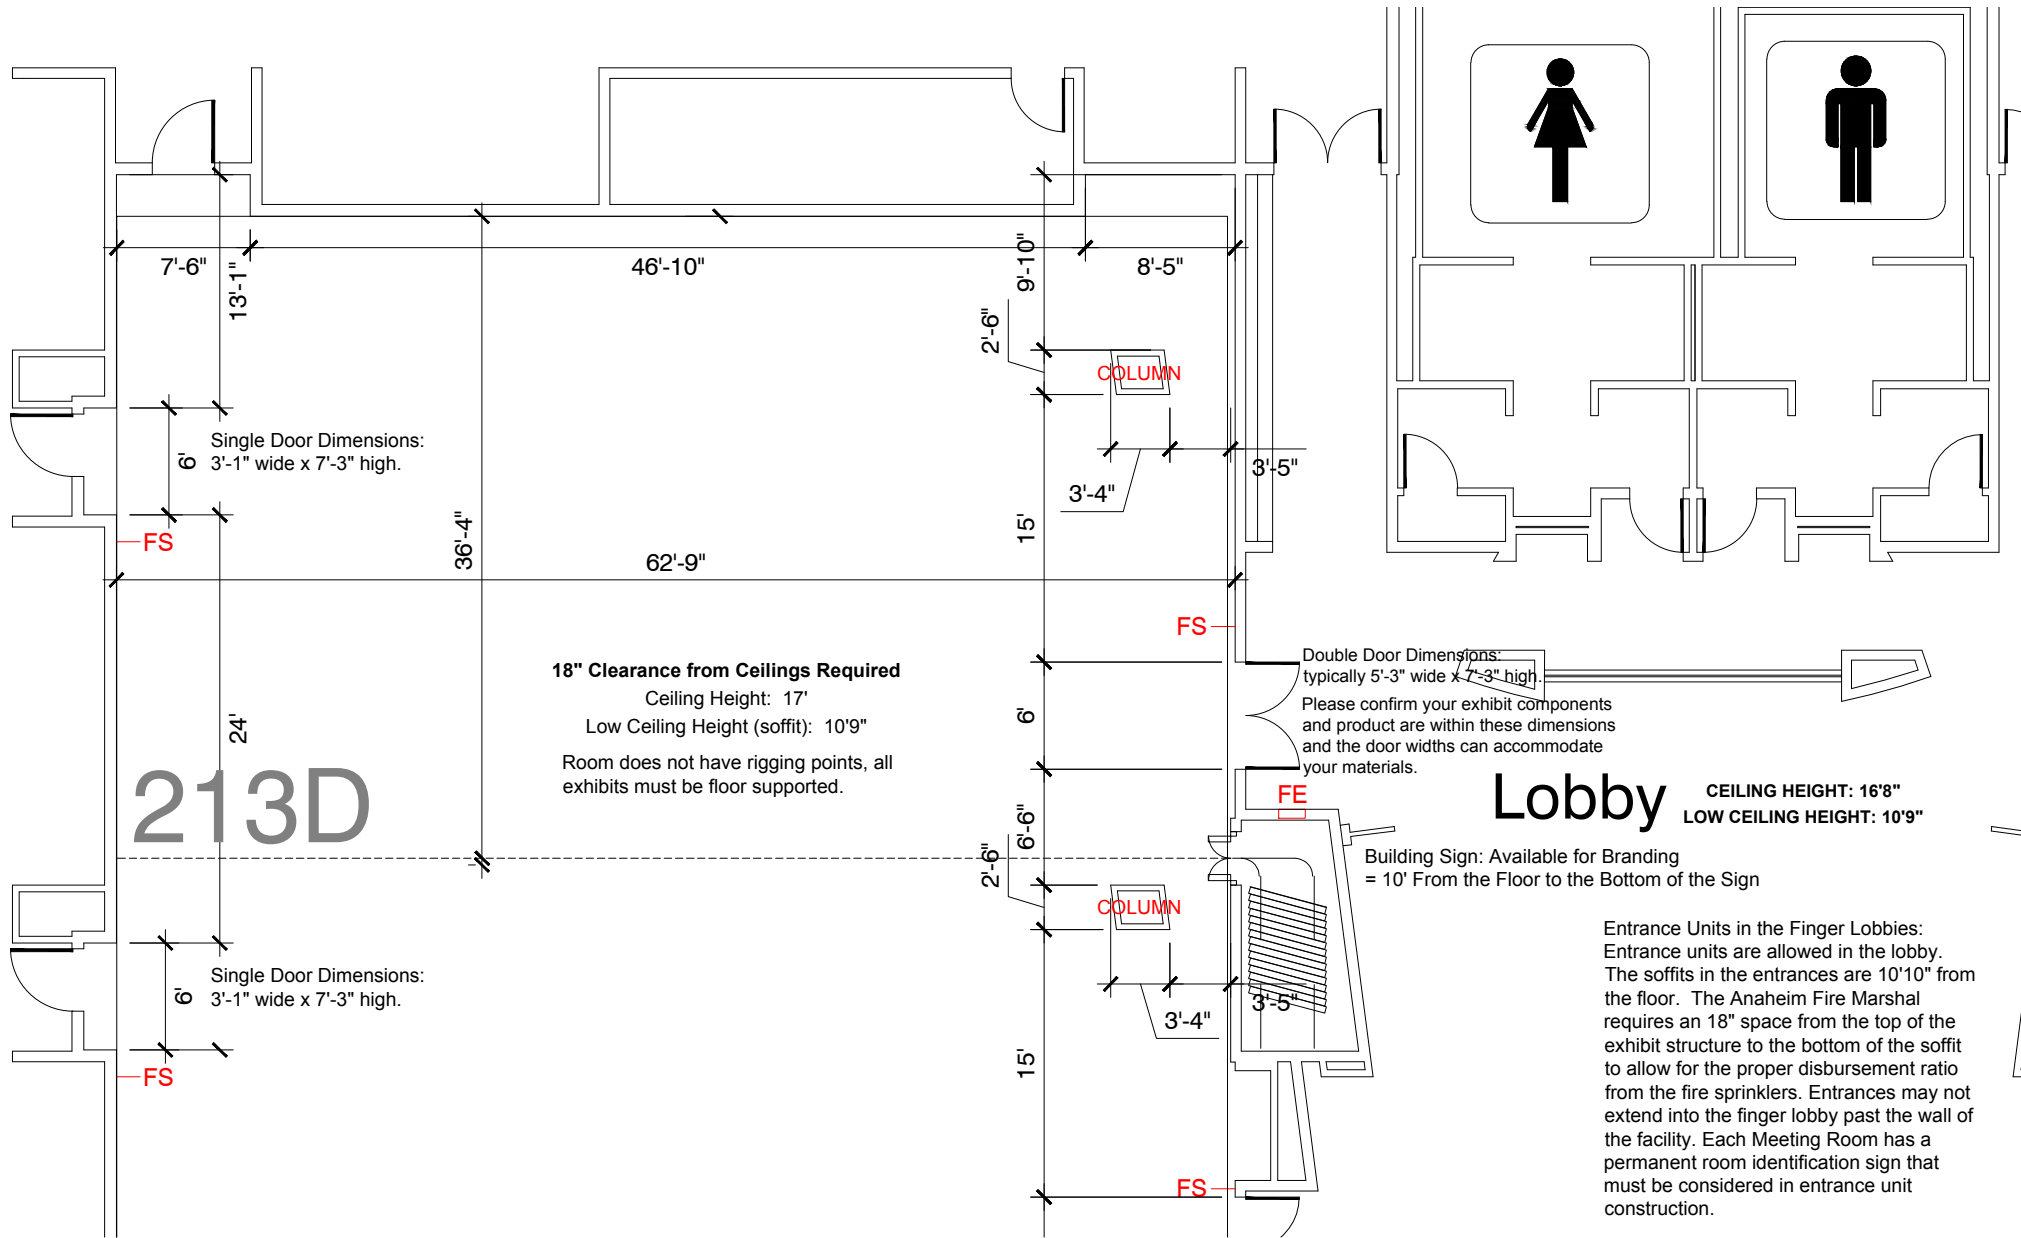 7'-6"
13'-1"
46'-10"
9'-10"
8'-5"
2'-6"
COLUMN
Single Door Dimensions:
3'-1" wide x 7'-3" high.
6'
3'-5"
3'-4"
15'
FS
36'-4"
62'-9"
FS
18" Clearance from Ceilings Required
Ceiling Height: 17'
Low Ceiling Height (soffit): 10'9"
Room does not have rigging points, all
exhibits must be floor supported.
Double Door Dimensions:
typically 5'-3" wide x 7'-3" high.
Please confirm your exhibit components
and product are within these dimensions
and the door widths can accommodate
your materials.
6'
24'
213D
FE
Lobby
CEILING HEIGHT: 16'8"
LOW CEILING HEIGHT: 10'9"
6'-6"
2'-6"
Building Sign: Available for Branding
= 10' From the Floor to the Bottom of the Sign
COLUMN
Single Door Dimensions:
3'-1" wide x 7'-3" high.
6'
3'-5"
3'-4"
15'
FS
FS
Entrance Units in the Finger Lobbies:
Entrance units are allowed in the lobby.
The soffits in the entrances are 10'10" from
the floor. The Anaheim Fire Marshal
requires an 18" space from the top of the
exhibit structure to the bottom of the soffit
to allow for the proper disbursement ratio
from the fire sprinklers. Entrances may not
extend into the finger lobby past the wall of
the facility. Each Meeting Room has a
permanent room identification sign that
must be considered in entrance unit
construction.